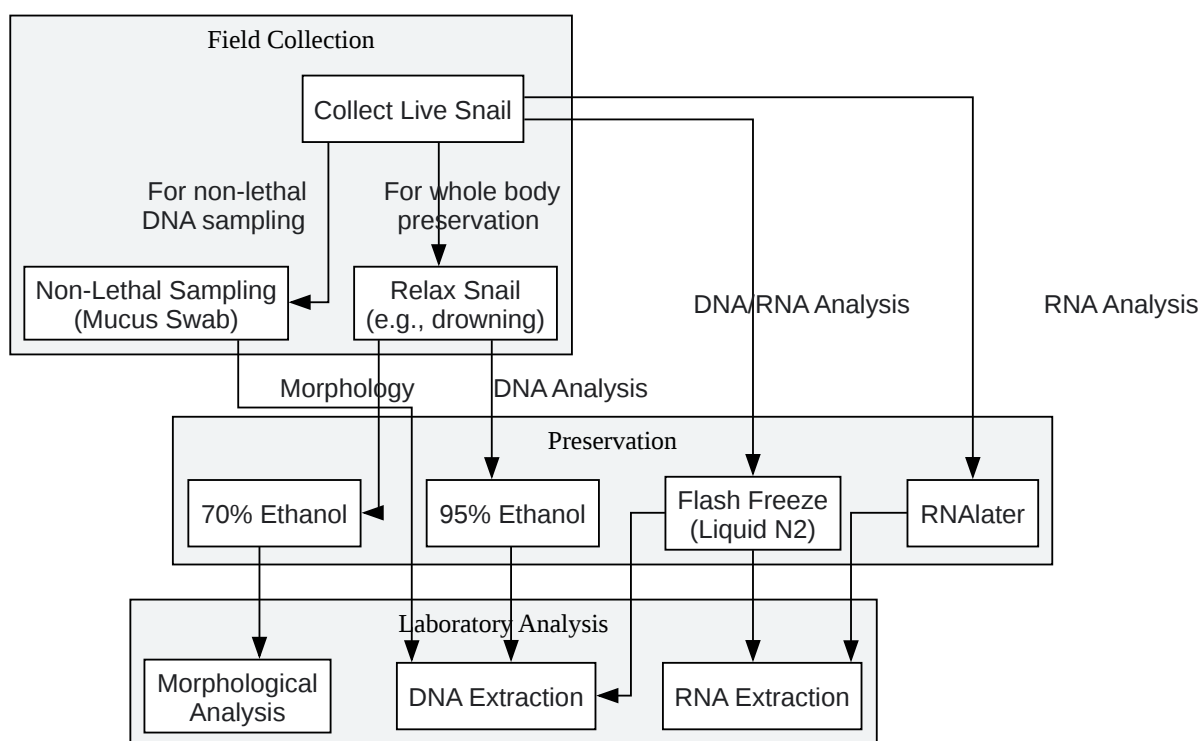 Field Collection
Collect Live Snail
For non-lethal
DNA sampling
For whole body
preservation
Non-Lethal Sampling
(Mucus Swab)
Relax Snail
(e.g., drowning)
DNA/RNA Analysis
RNA Analysis
Morphology
DNA Analysis
Preservation
70% Ethanol
95% Ethanol
Flash Freeze
(Liquid N2)
RNAlater
Laboratory Analysis
Morphological
Analysis
DNA Extraction
RNA Extraction